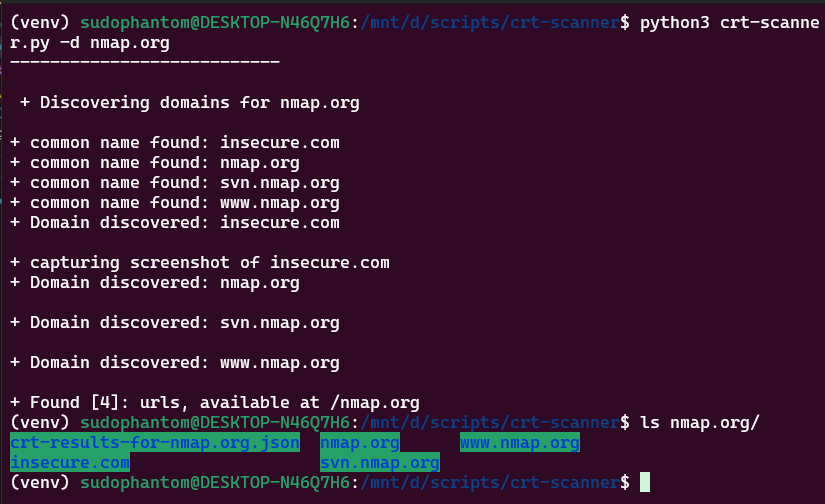 (venv) sudophantom@DESKTOP-N46Q7H6:/mnt/d/scripts/crt-scanner$ python3 crt-scanne
r.py -d nmap.org
---------------------------
+ Discovering domains for nmap.org
+ common name found: insecure.com
+ common name found: nmap.org
+ common name found: svn.nmap.org
+ common name found: www.nmap.org
+ Domain discovered: insecure.com
+ capturing screenshot of insecure.com
+ Domain discovered: nmap.org
+ Domain discovered: svn.nmap.org
+ Domain discovered: www.nmap.org
+ Found [4]: urls, available at /nmap.org
(venv) sudophantom@DESKTOP-N46Q7H6:/mnt/d/scripts/crt-scanner$ ls nmap.org/
crt-results-for-nmap.org.json nmap.org www.nmap.org
insecure.com svn.nmap.org
(venv) sudophantom@DESKTOP-N46Q7H6:/mnt/d/scripts/crt-scanner$